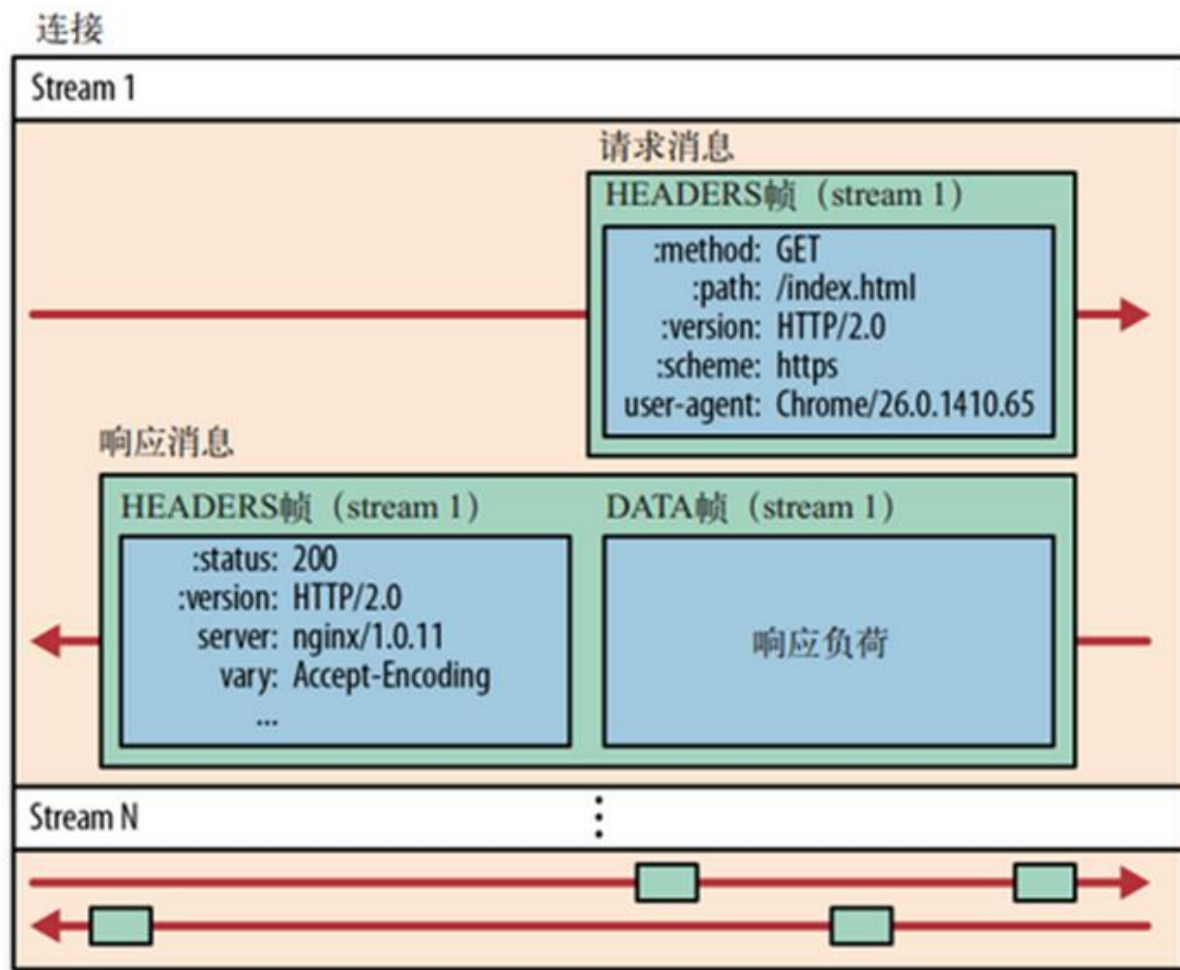 连接
Stream 1
请求消息
HEADERS帧（stream 1）
:method: GET
:path: /index.html
:version: HTTP/2.0
:scheme: https
user-agent: Chrome/26.0.1410.65
响应消息
HEADERS帧（stream 1）
:status: 200
:version: HTTP/2.0
server: nginx/1.0.11
vary: Accept-Encoding
...
DATA帧（stream 1）
响应负荷
Stream N